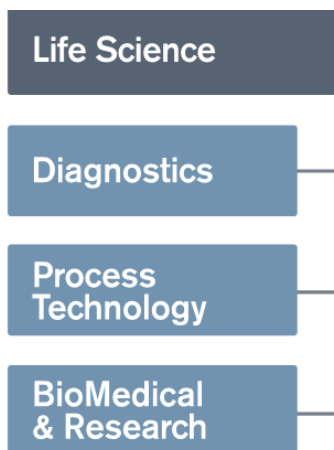 Life Science
Diagnostics
Process
Technology
BioMedical
& Research